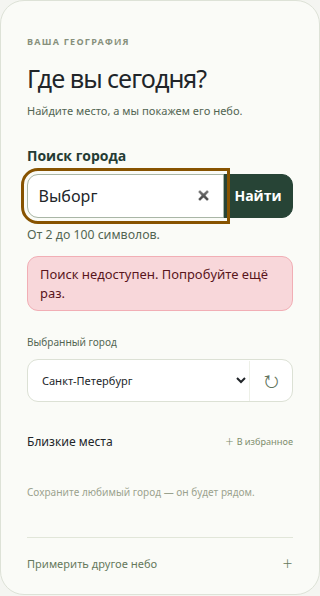 ВАША ГЕОГРАФИЯ
Где вы сегодня?
Найдите место, а мы покажем его небо.
Поиск города
Выборг
Найти
От 2 до 100 символов.
Поиск недоступен. Попробуйте ещё
раз.
Выбранный город
Санкт-Петербург
Близкие места
+ В избранное
Сохраните любимый город — он будет рядом.
Примерить другое небо
+